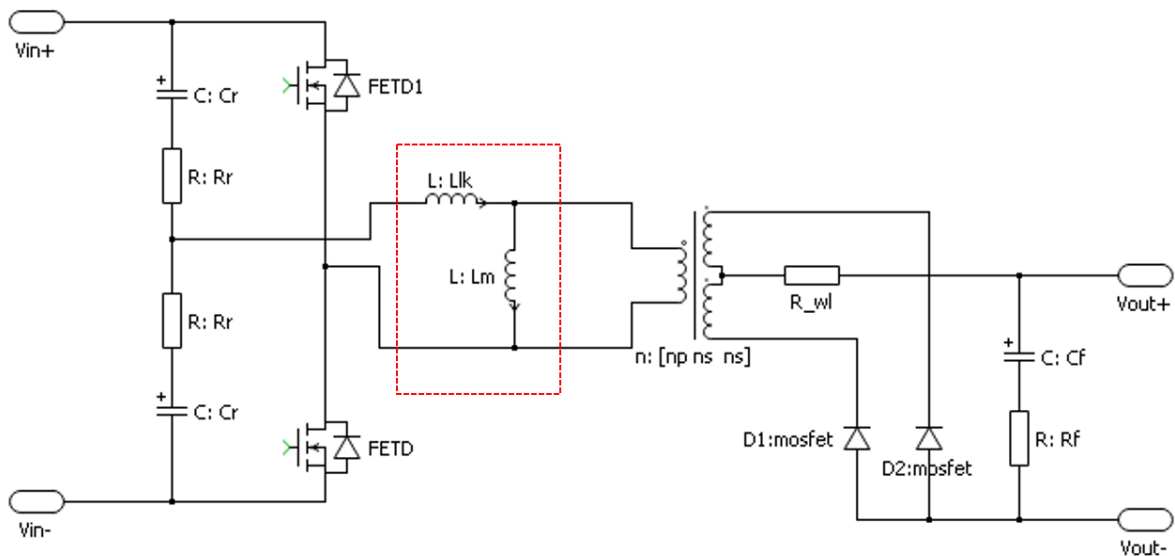 Vin+
C: Cr
FETD1
R: Rr
L: Llk
L: Lm
R: Rr
R_wl
Vout+
n: [np ns ns]
C: Cf
C: Cr
FETD
D1:mosfet
R: Rf
D2:mosfet
Vin-
Vout-